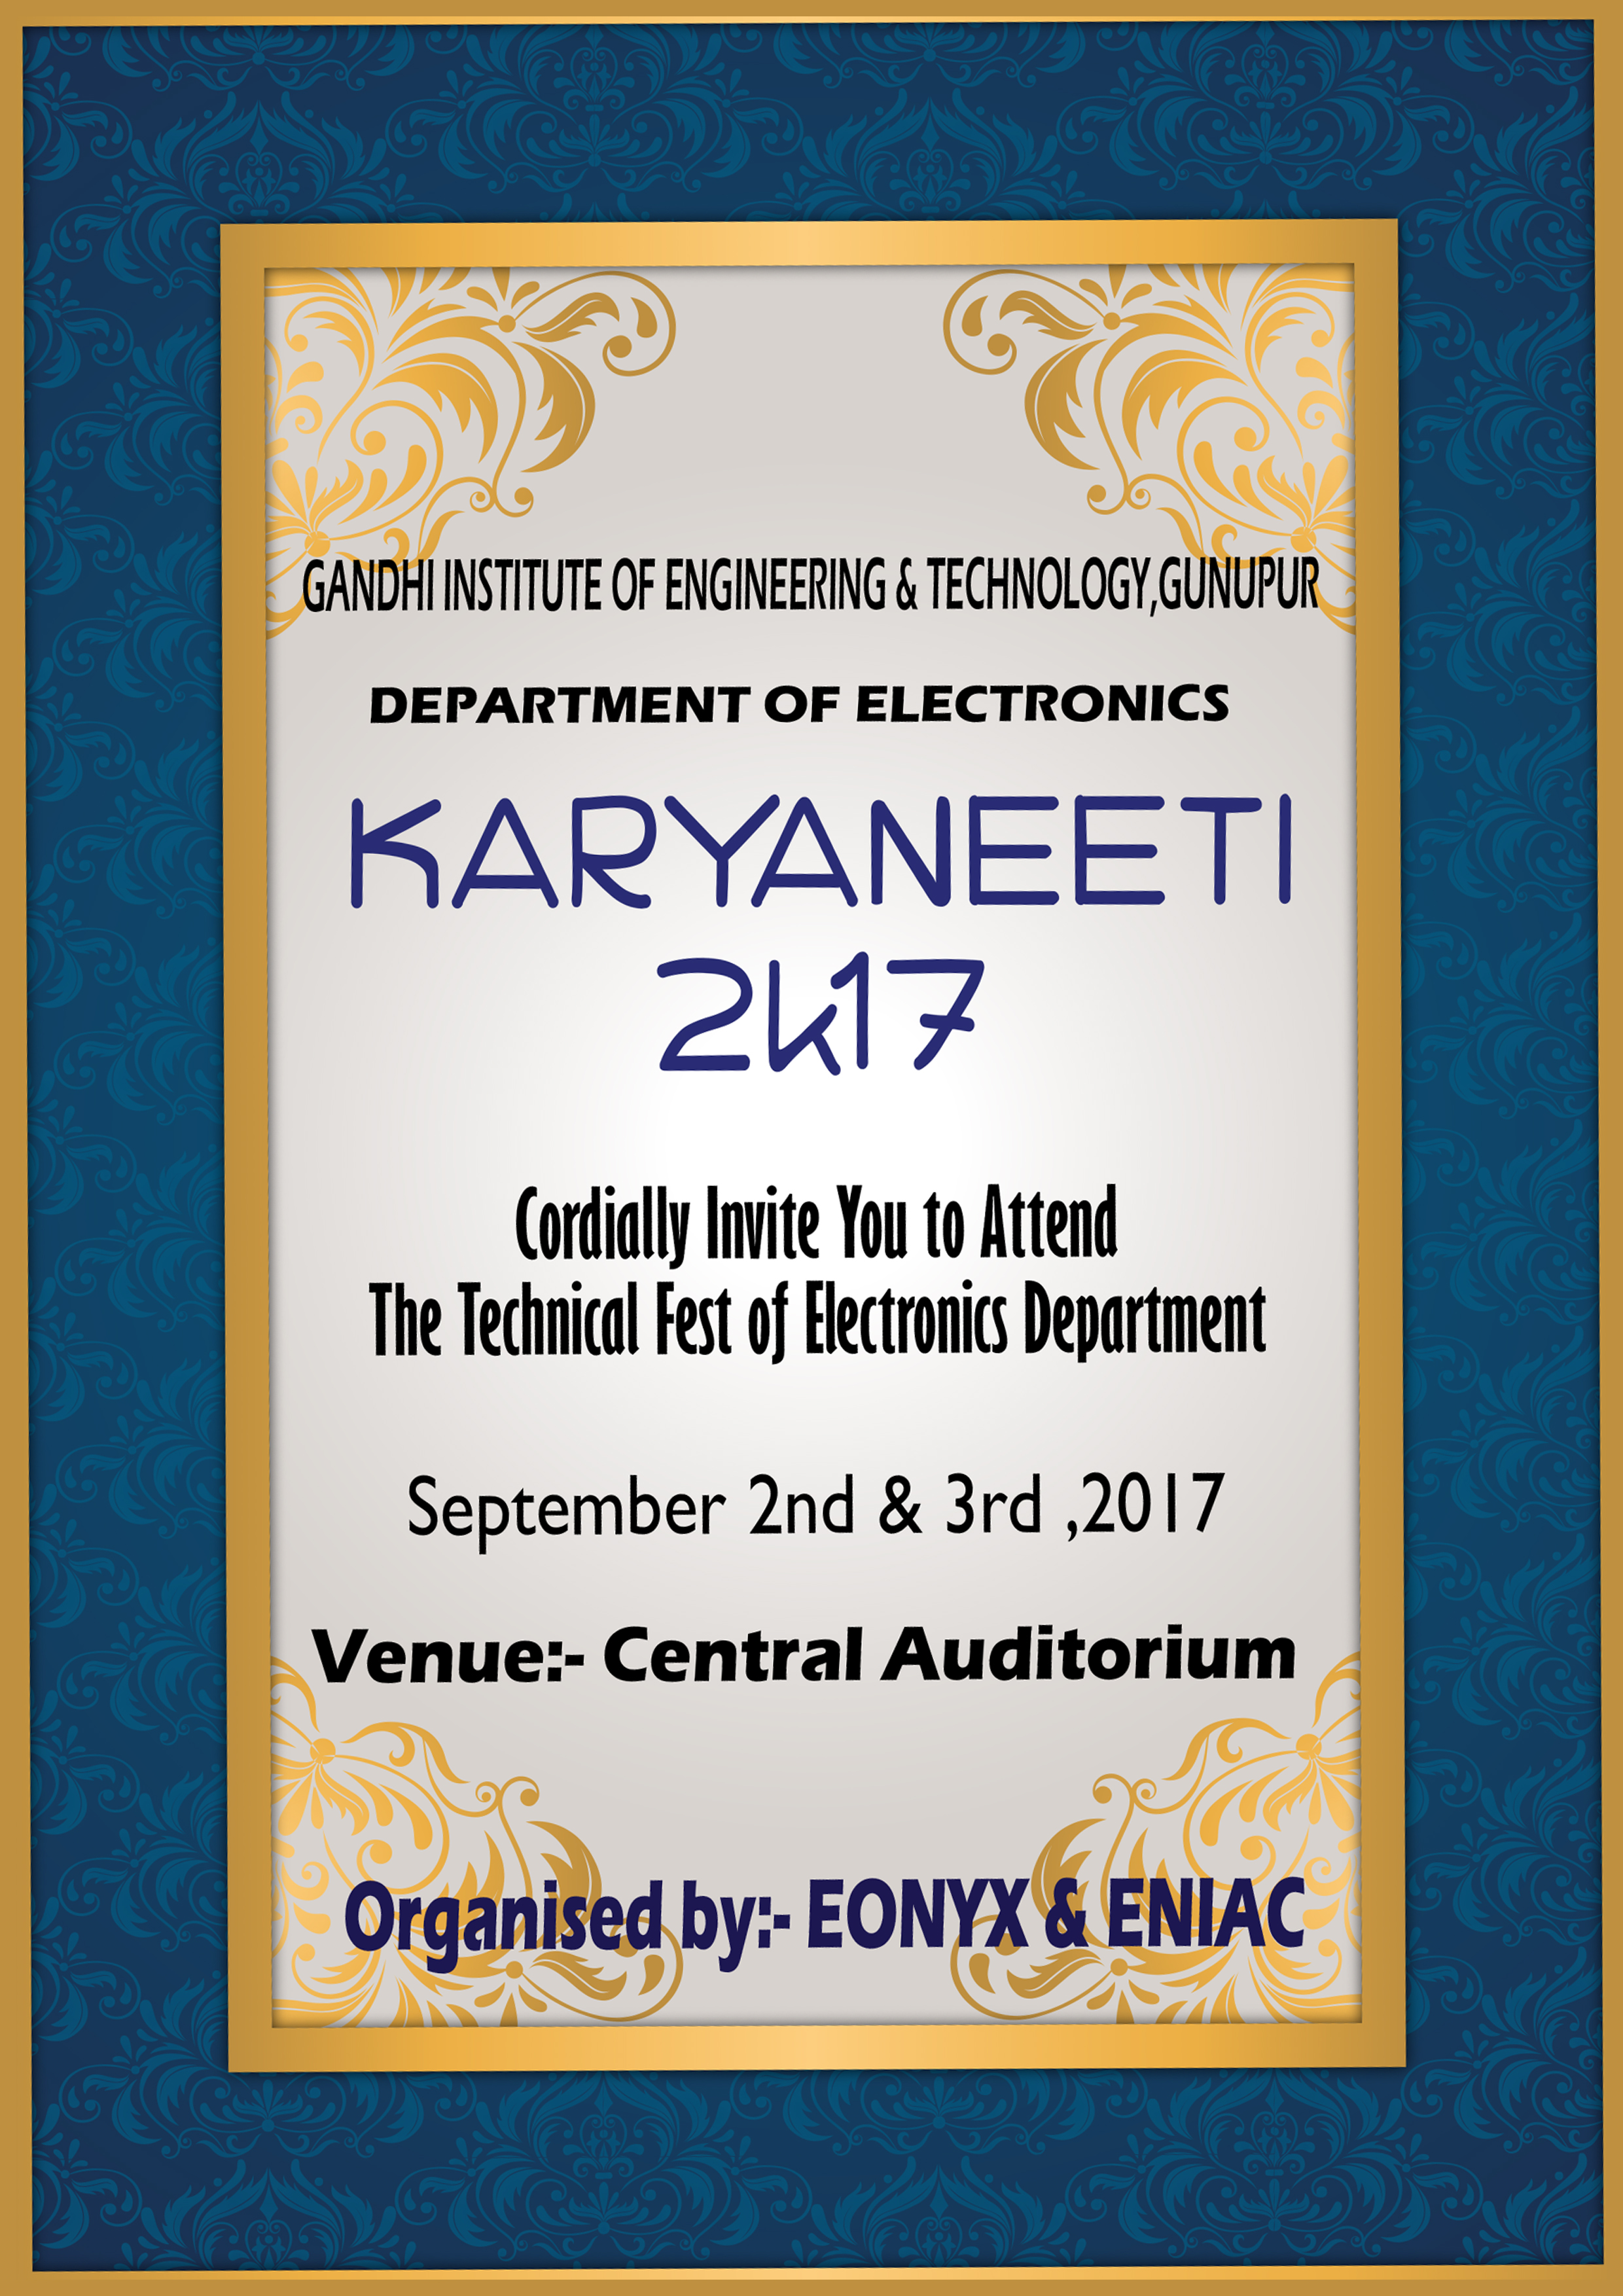 GANDHI INSTITUTE OF ENGINEERING & TECHNOLOGY,GUNUPUR
DEPARTMENT OF ELECTRONICS
KARYANEETI
2k17
Cordially Invite You to Attend
The Technical Fest of Electronics Department
September 2nd & 3rd ,2017
Venue:- Central Auditorium
Organised by:- EONYX & ENIAC